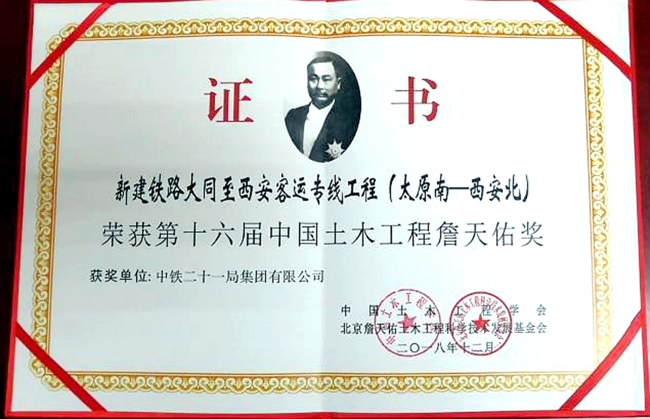 证书
新建铁路大同至西安客运专线工程（太原南—西安北）
荣获第十六届中国土木工程詹天佑奖
获奖单位:中铁二十一局集团有限公司
中国土木工程学会
北京詹天佑土木工程科学技术发展基金会
二〇一八年十二月